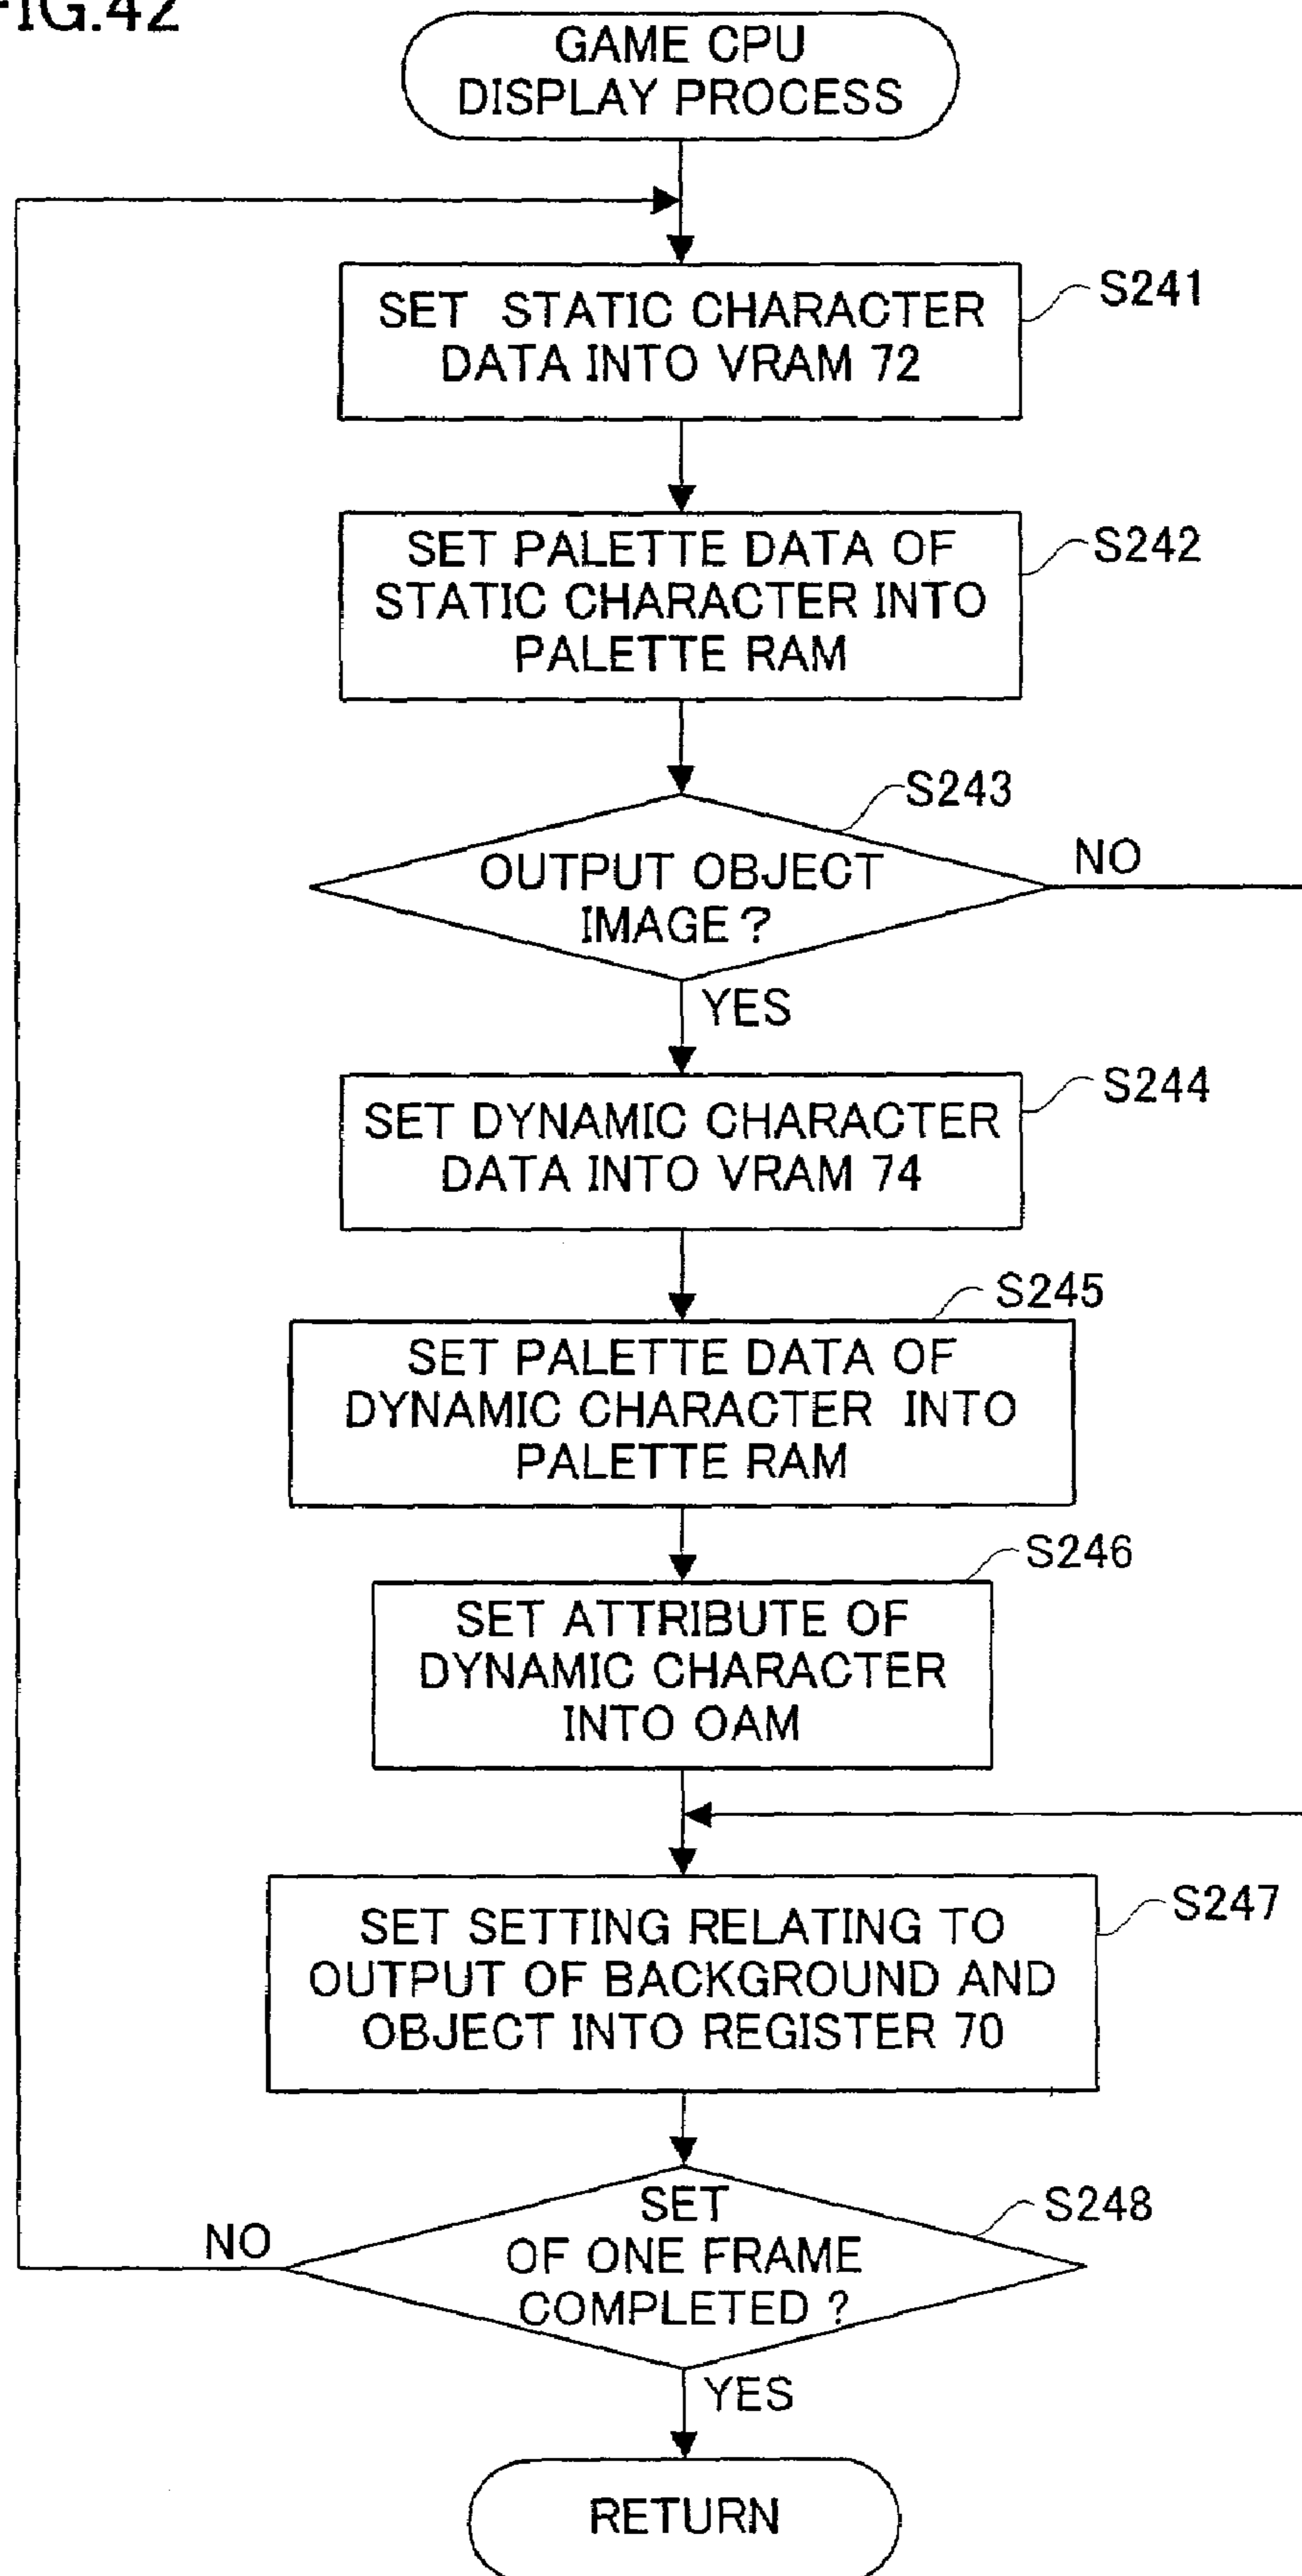 FIG.42
GAME CPU
DISPLAY PROCESS
SET STATIC CHARACTER
DATA INTO VRAM 72
S241
SET PALETTE DATA OF
STATIC CHARACTER INTO
PALETTE RAM
S242
S243
OUTPUT OBJECT
IMAGE?
NO
YES
SET DYNAMIC CHARACTER
DATA INTO VRAM 74
S244
S245
SET PALETTE DATA OF
DYNAMIC CHARACTER INTO
PALETTE RAM
S246
SET ATTRIBUTE OF
DYNAMIC CHARACTER
INTO OAM
S247
SET SETTING RELATING TO
OUTPUT OF BACKGROUND AND
OBJECT INTO REGISTER 70
S248
SET
OF ONE FRAME
COMPLETED ?
NO
YES
RETURN